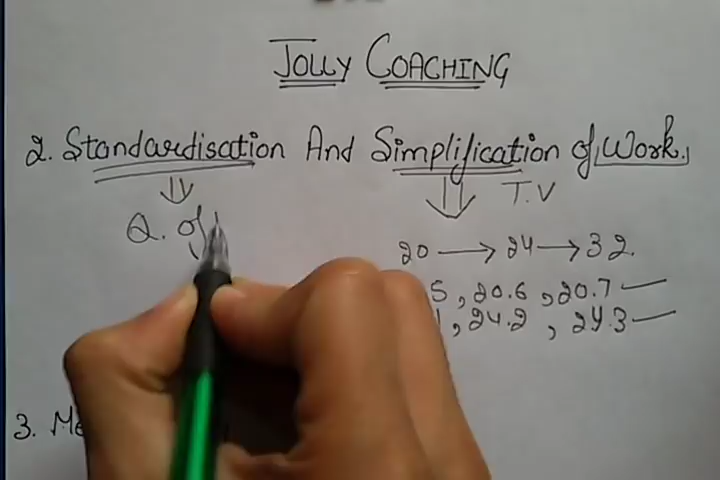 JOLLY COACHING
2. Standardisation And Simplification of Work.
T.V
Q. of
20 → 24 → 32.
5, 20.6, 20.7 —
, 24.2, 24.3 —
3. Me